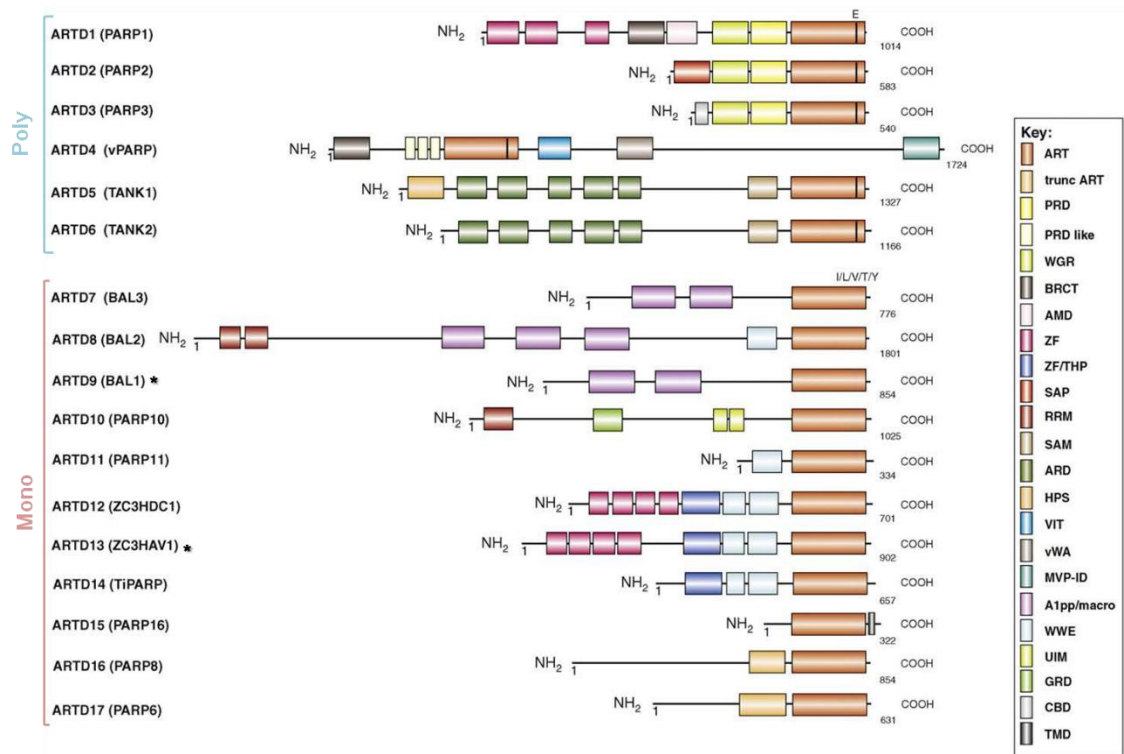 Poly
E
ARTD1 (PARP1) NH2 1 1014 COOH
ARTD2 (PARP2) NH2 1 583 COOH
ARTD3 (PARP3) NH2 1 540 COOH
ARTD4 (vPARP) NH2 1 1724 COOH
ARTD5 (TANK1) NH2 1 1327 COOH
ARTD6 (TANK2) NH2 1 1166 COOH
Mono
I/L/V/T/Y
ARTD7 (BAL3) NH2 1 776 COOH
ARTD8 (BAL2) NH2 1 1801 COOH
ARTD9 (BAL1) * NH2 1 854 COOH
ARTD10 (PARP10) NH2 1 1025 COOH
ARTD11 (PARP11) NH2 1 334 COOH
ARTD12 (ZC3HDC1) NH2 1 701 COOH
ARTD13 (ZC3HAV1) * NH2 1 902 COOH
ARTD14 (TiPARP) NH2 1 657 COOH
ARTD15 (PARP16) NH2 1 322 COOH
ARTD16 (PARP8) NH2 1 854 COOH
ARTD17 (PARP6) NH2 1 631 COOH
Key:
ART
trunc ART
PRD
PRD like
WGR
BRCT
AMD
ZF
ZF/THP
SAP
RRM
SAM
ARD
HPS
VIT
vWA
MVP-ID
A1pp/macro
WWE
UIM
GRD
CBD
TMD